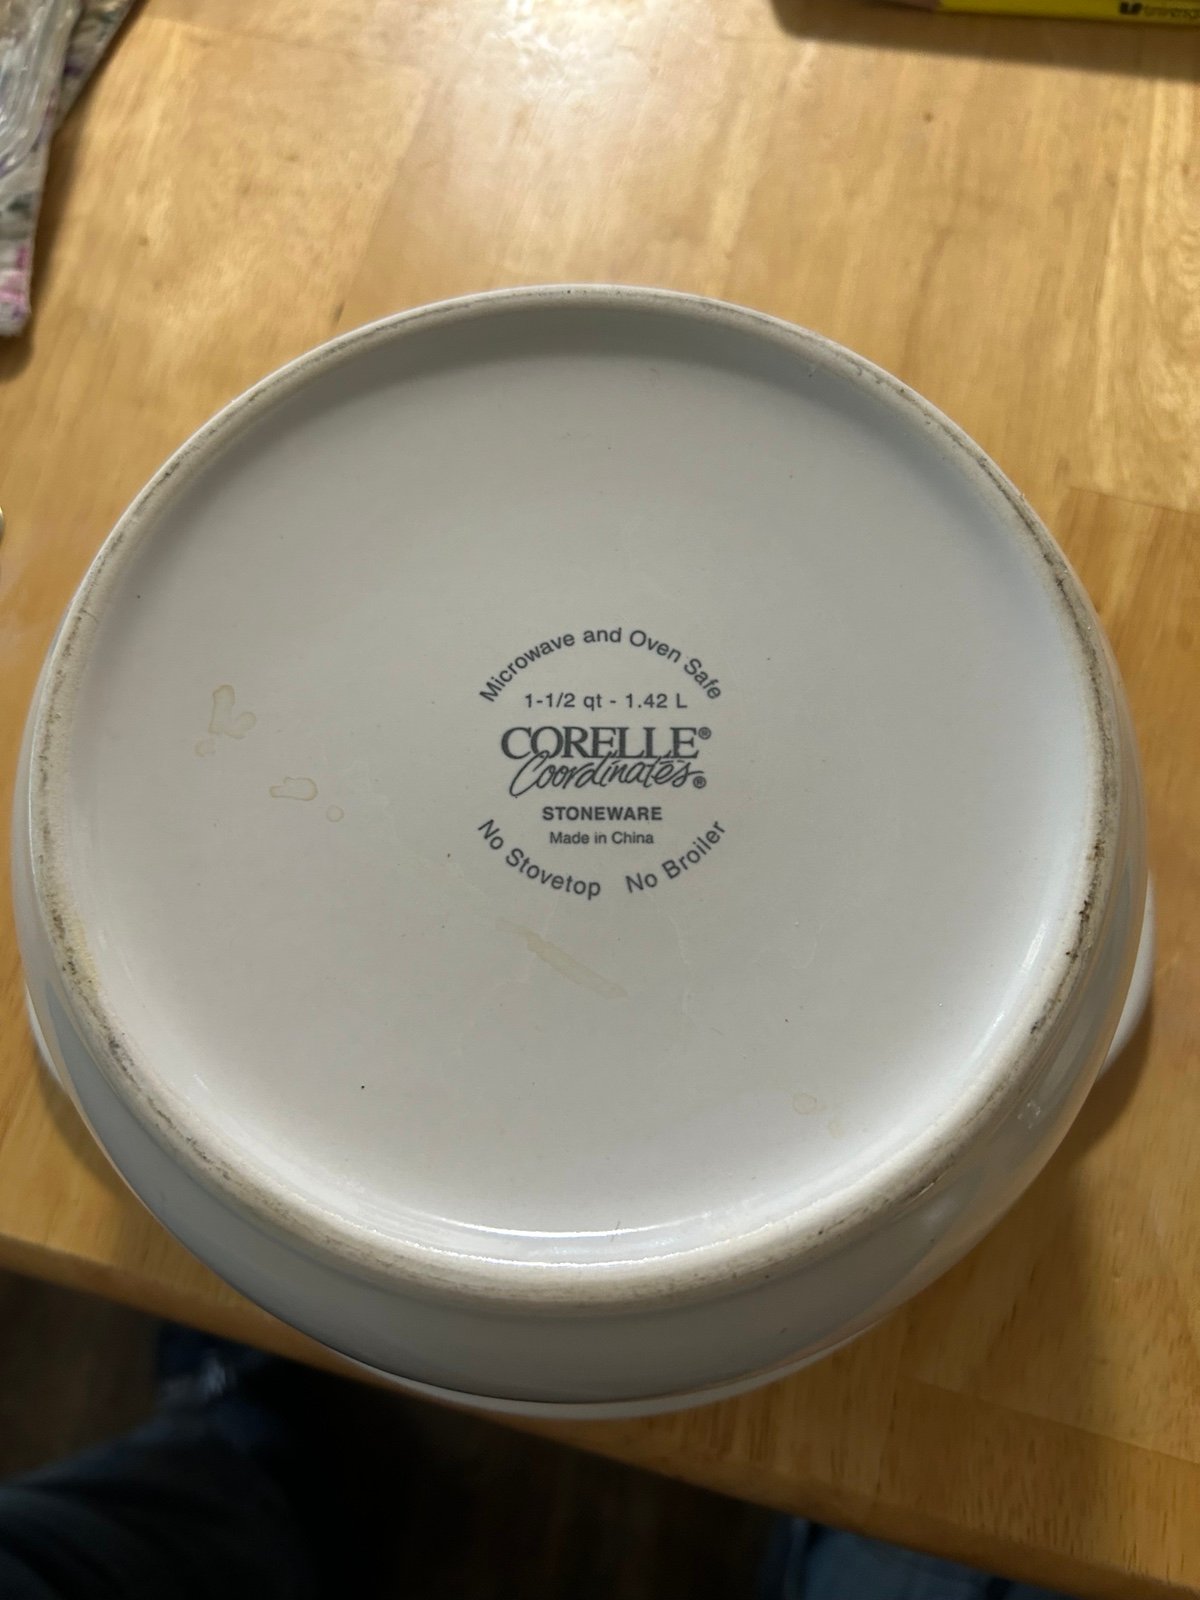 Microwave and Oven Safe
1-1/2 qt - 1.42 L
CORELLE®
Coordinates®
STONEWARE
Made in China
No Stovetop No Broiler